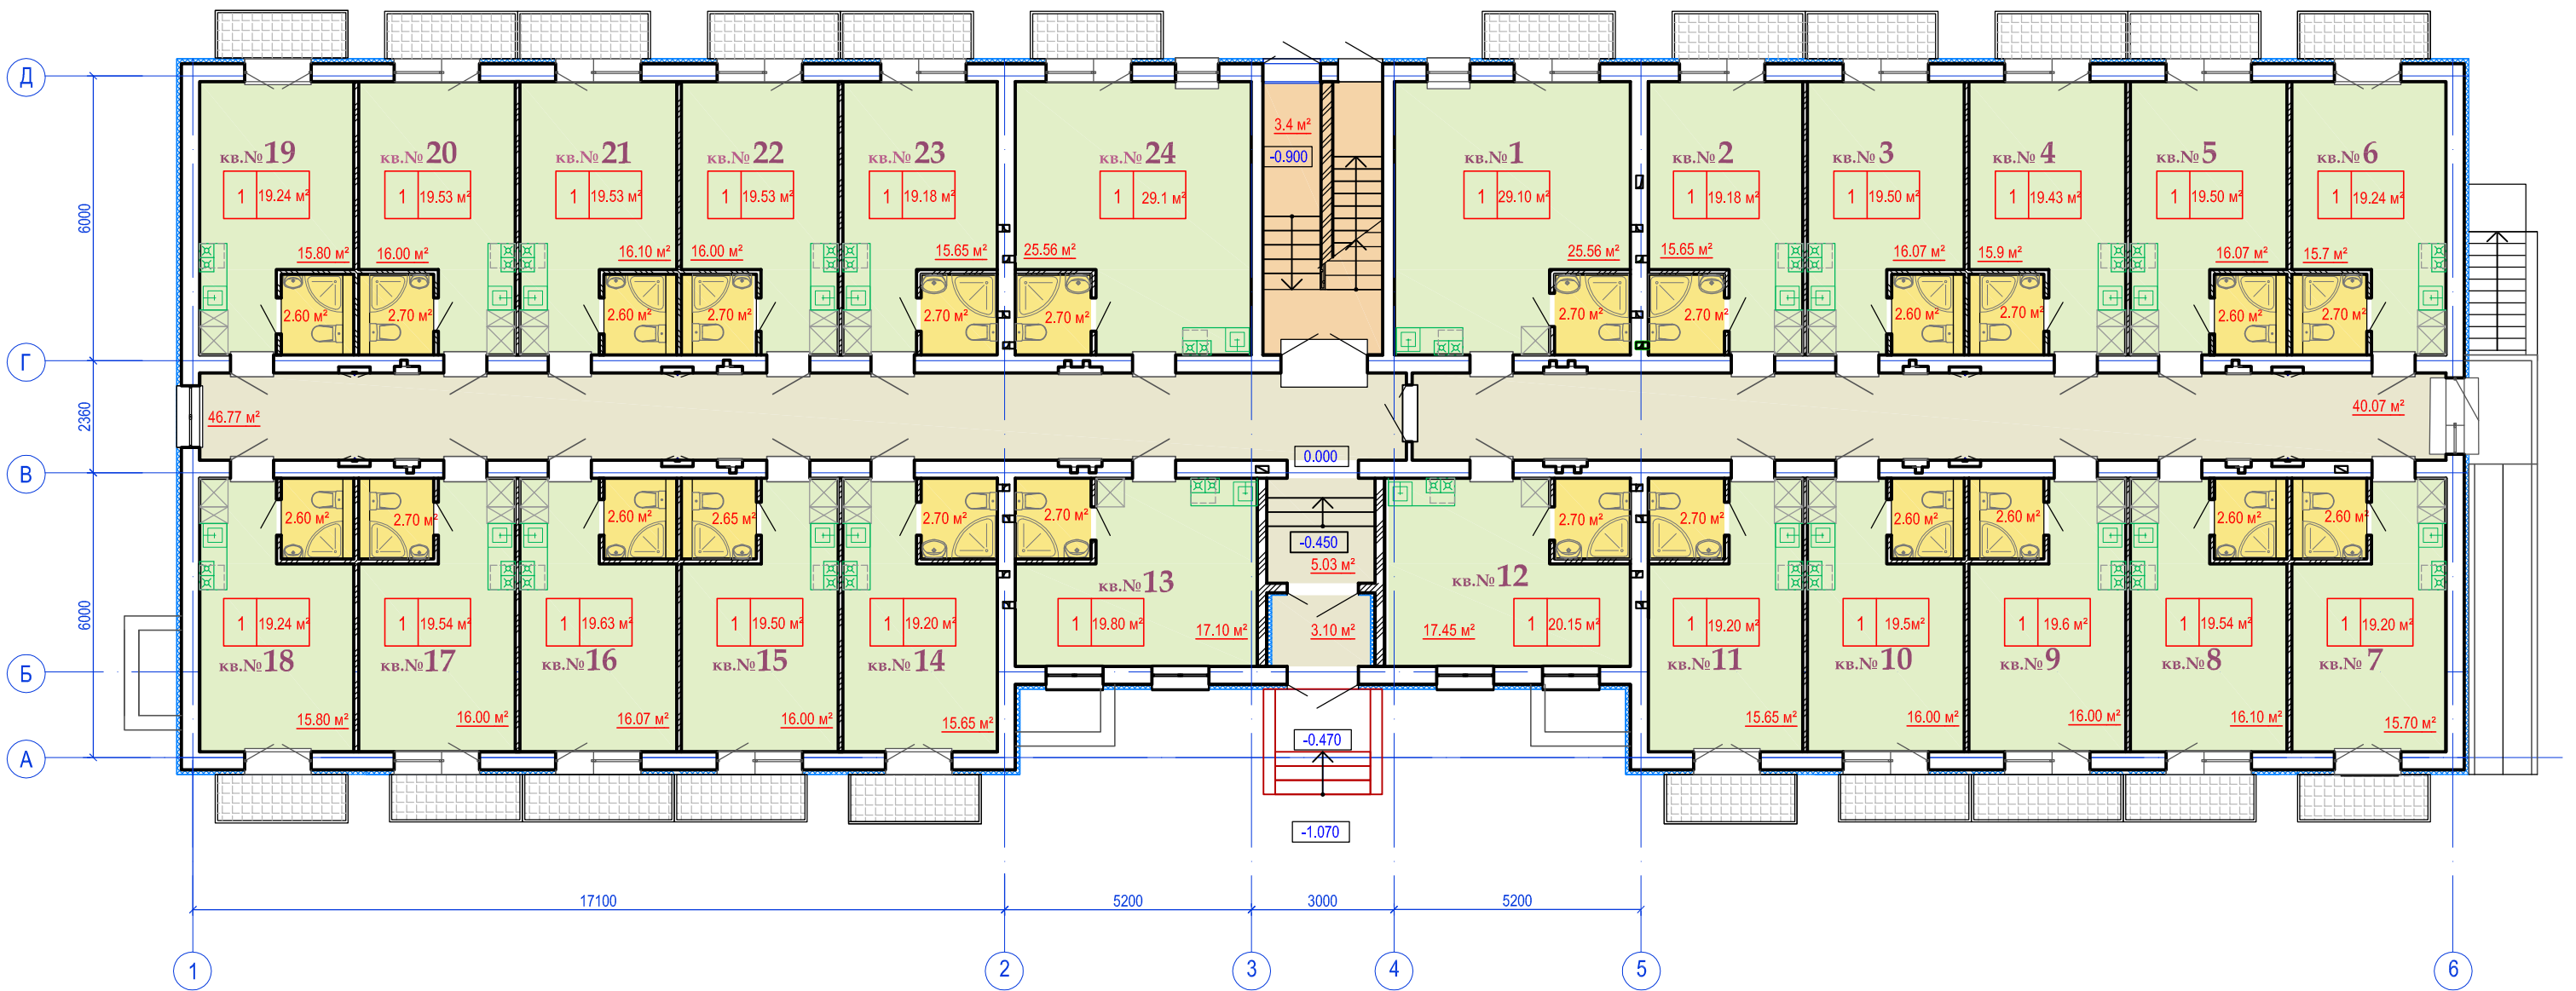 Д
кв.№19
кв.№20
кв.№21
кв.№22
кв.№23
кв.№24
3.4 м²
-0.900
кв.№1
кв.№2
кв.№3
кв.№4
кв.№5
кв.№6
1 19.24 м²
1 19.53 м²
1 19.53 м²
1 19.53 м²
1 19.18 м²
1 29.1 м²
1 29.10 м²
1 19.18 м²
1 19.50 м²
1 19.43 м²
1 19.50 м²
1 19.24 м²
6000
15.80 м²
16.00 м²
16.10 м²
16.00 м²
15.65 м²
25.56 м²
25.56 м²
15.65 м²
16.07 м²
15.9 м²
16.07 м²
15.7 м²
2.60 м²
2.70 м²
2.60 м²
2.70 м²
2.70 м²
2.70 м²
2.70 м²
2.70 м²
2.60 м²
2.70 м²
2.60 м²
2.70 м²
Г
2360
46.77 м²
40.07 м²
0.000
В
2.60 м²
2.70 м²
2.60 м²
2.65 м²
2.70 м²
2.70 м²
2.70 м²
2.70 м²
2.60 м²
2.60 м²
2.60 м²
2.60 м²
-0.450
5.03 м²
кв.№13
кв.№12
6000
1 19.24 м²
1 19.54 м²
1 19.63 м²
1 19.50 м²
1 19.20 м²
1 19.80 м²
17.10 м²
3.10 м²
17.45 м²
1 20.15 м²
1 19.20 м²
1 19.5м²
1 19.6 м²
1 19.54 м²
1 19.20 м²
кв.№18
кв.№17
кв.№16
кв.№15
кв.№14
кв.№11
кв.№10
кв.№9
кв.№8
кв.№ 7
Б
15.80 м²
16.00 м²
16.07 м²
16.00 м²
15.65 м²
15.65 м²
16.00 м²
16.00 м²
16.10 м²
15.70 м²
-0.470
А
-1.070
17100
5200
3000
5200
1
2
3
4
5
6